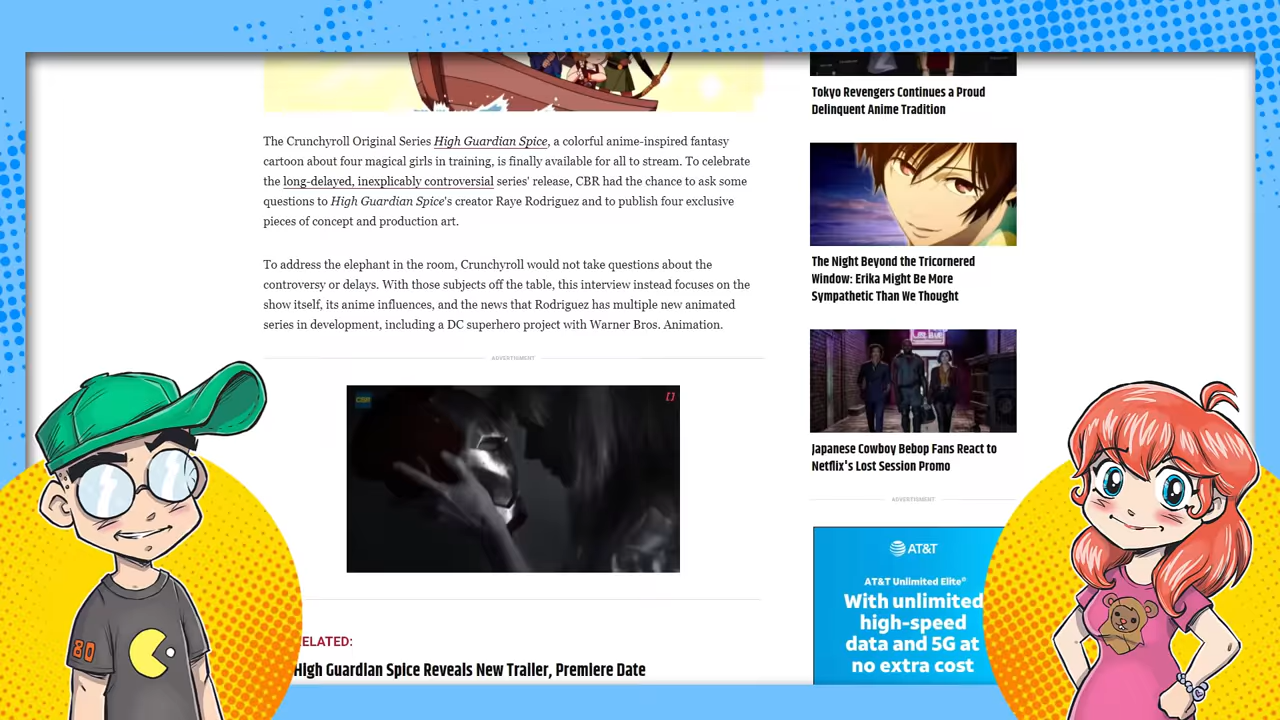 The Crunchyroll Original Series High Guardian Spice, a colorful anime-inspired fantasy
cartoon about four magical girls in training, is finally available for all to stream. To celebrate
the long-delayed, inexplicably controversial series' release, CBR had the chance to ask some
questions to High Guardian Spice's creator Raye Rodriguez and to publish four exclusive
pieces of concept and production art.
To address the elephant in the room, Crunchyroll would not take questions about the
controversy or delays. With those subjects off the table, this interview instead focuses on the
show itself, its anime influences, and the news that Rodriguez has multiple new animated
series in development, including a DC superhero project with Warner Bros. Animation.
ADVERTISMENT
CBR
ELATED:
High Guardian Spice Reveals New Trailer, Premiere Date
80
Tokyo Revengers Continues a Proud
Delinquent Anime Tradition
The Night Beyond the Tricornered
Window: Erika Might Be More
Sympathetic Than We Thought
Japanese Cowboy Bebop Fans React to
Netflix's Lost Session Promo
ADVERTISMENT
AT&T
AT&T Unlimited Elite®
With unlimited
high-speed
data and 5G at
no extra cost